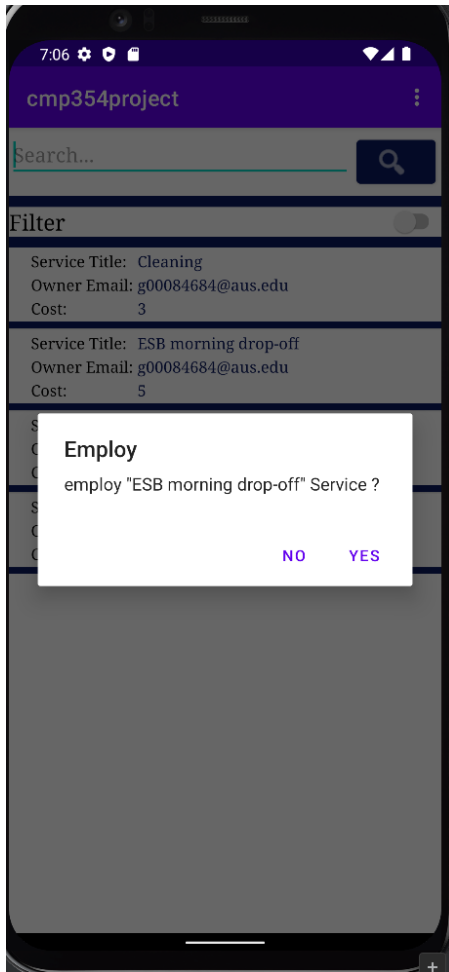 7:06
cmp354project
Search...
Filter
Service Title: Cleaning
Owner Email: g00084684@aus.edu
Cost: 3
Service Title: ESB morning drop-off
Owner Email: g00084684@aus.edu
Cost: 5
Employ
employ "ESB morning drop-off" Service ?
NO YES